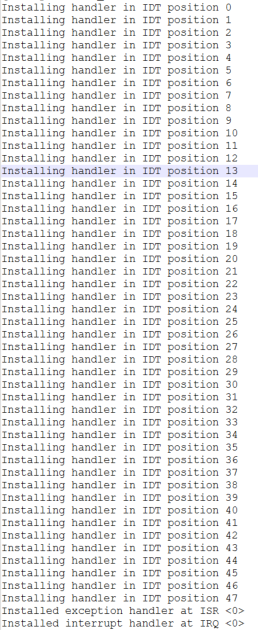 Installing handler in IDT position 0
Installing handler in IDT position 1
Installing handler in IDT position 2
Installing handler in IDT position 3
Installing handler in IDT position 4
Installing handler in IDT position 5
Installing handler in IDT position 6
Installing handler in IDT position 7
Installing handler in IDT position 8
Installing handler in IDT position 9
Installing handler in IDT position 10
Installing handler in IDT position 11
Installing handler in IDT position 12
Installing handler in IDT position 13
Installing handler in IDT position 14
Installing handler in IDT position 15
Installing handler in IDT position 16
Installing handler in IDT position 17
Installing handler in IDT position 18
Installing handler in IDT position 19
Installing handler in IDT position 20
Installing handler in IDT position 21
Installing handler in IDT position 22
Installing handler in IDT position 23
Installing handler in IDT position 24
Installing handler in IDT position 25
Installing handler in IDT position 26
Installing handler in IDT position 27
Installing handler in IDT position 28
Installing handler in IDT position 29
Installing handler in IDT position 30
Installing handler in IDT position 31
Installing handler in IDT position 32
Installing handler in IDT position 33
Installing handler in IDT position 34
Installing handler in IDT position 35
Installing handler in IDT position 36
Installing handler in IDT position 37
Installing handler in IDT position 38
Installing handler in IDT position 39
Installing handler in IDT position 40
Installing handler in IDT position 41
Installing handler in IDT position 42
Installing handler in IDT position 43
Installing handler in IDT position 44
Installing handler in IDT position 45
Installing handler in IDT position 46
Installing handler in IDT position 47
Installed exception handler at ISR <0>
Installed interrupt handler at IRQ <0>